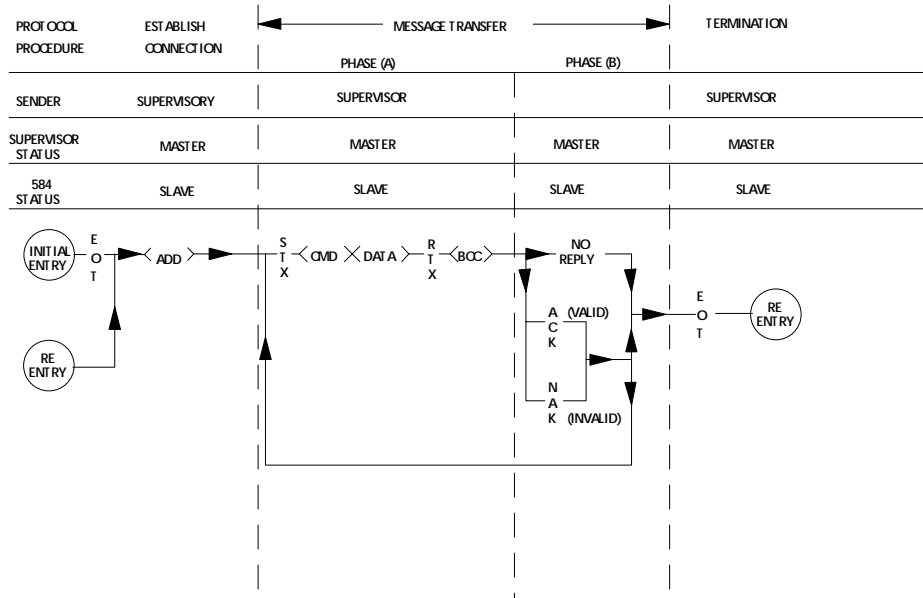 PROTOCOL PROCEDURE
ESTABLISH CONNECTION
MESSAGE TRANSFER
TERMINATION
PHASE (A)
PHASE (B)
SENDER
SUPERVISORY
SUPERVISOR
SUPERVISOR
SUPERVISOR STATUS
MASTER
MASTER
MASTER
MASTER
584 STATUS
SLAVE
SLAVE
SLAVE
SLAVE
INITIAL ENTRY
EOT
ADD
STX
CMD
DATA
RTX
BCC
NO REPLY
ACK (VALID)
NAK (INVALID)
EOT
RE ENTRY
RE ENTRY